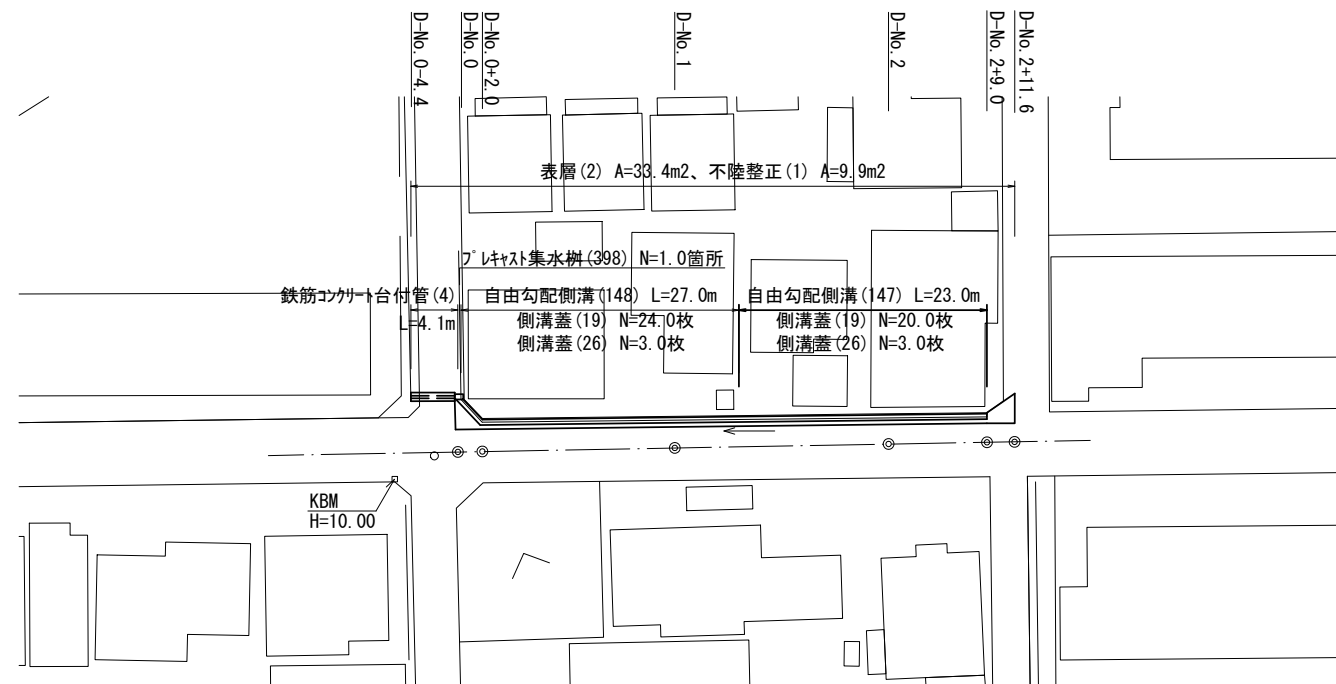 D-No.0-4.4
D-No.0
D-No.0+2.0
D-No.1
D-No.2
D-No.2+9.0
D-No.2+11.6
表層(2) A=33.4m2、不陸整正(1) A=9.9m2
プレキャスト集水桝(398) N=1.0箇所
鉄筋コンクリート台付管(4)
L=4.1m
自由勾配側溝(148) L=27.0m
側溝蓋(19) N=24.0枚
側溝蓋(26) N=3.0枚
自由勾配側溝(147) L=23.0m
側溝蓋(19) N=20.0枚
側溝蓋(26) N=3.0枚
KBM
H=10.00